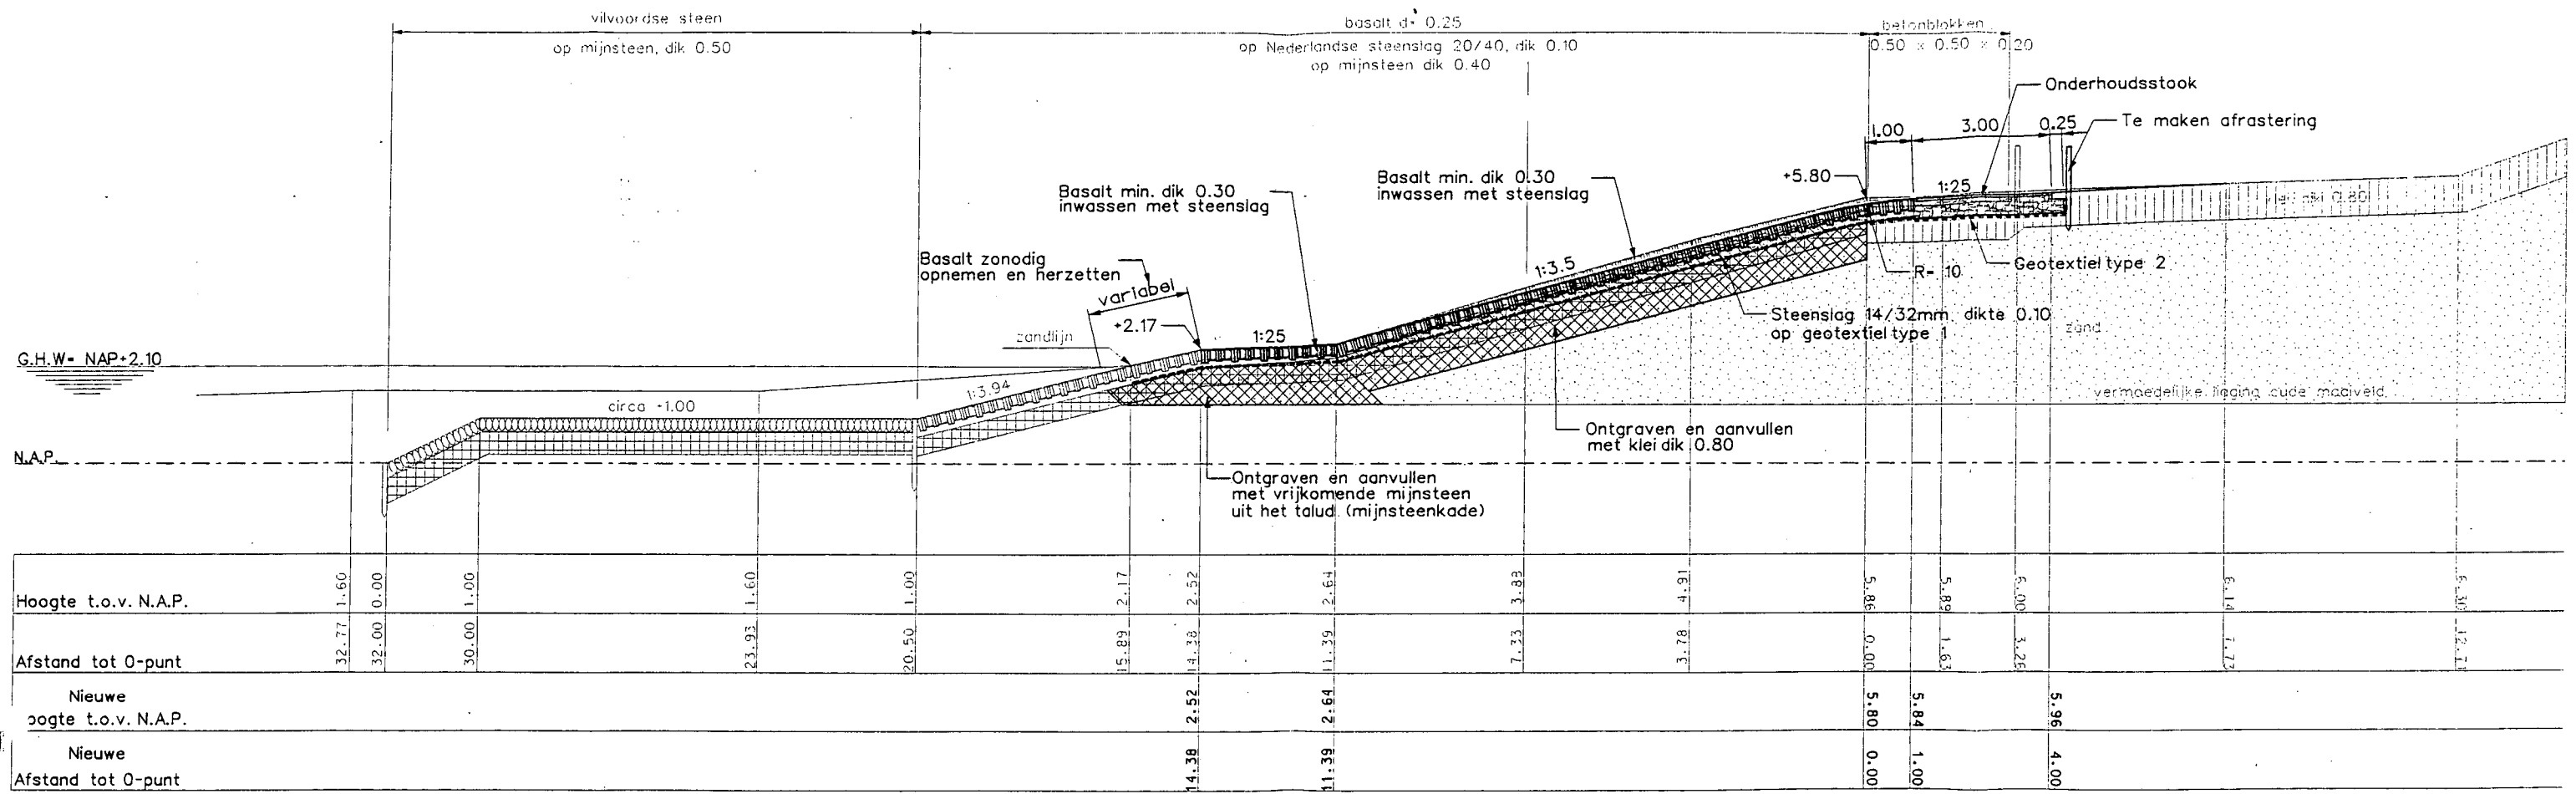 vilvoordse steen
op mijnsteen, dik 0.50
basalt d= 0.25
op Nederlandse steenslag 20/40, dik 0.10
op mijnsteen dik 0.40
betonblokken
0.50 x 0.50 x 0.20
Onderhoudsstook
1.00 3.00 0.25
Te maken afrastering
Basalt min. dik 0.30
inwassen met steenslag
Basalt min. dik 0.30
inwassen met steenslag
+5.80
1:25
klei dik 0.80
Basalt zonodig
opnemen en herzetten
variabel
+2.17
1:25
1:3.5
R= 10
Geotextiel type 2
Steenslag 14/32mm dikte 0.10
op geotextiel type 1
zand
zandlijn
G.H.W= NAP+2.10
1:3.94
circa +1.00
vermoedelijke ligging oude maaiveld
Ontgraven en aanvullen
met klei dik 0.80
N.A.P.
Ontgraven en aanvullen
met vrijkomende mijnsteen
uit het talud. (mijnsteenkade)
Hoogte t.o.v. N.A.P. 1.60 0.00 1.00 1.60 1.00 2.17 2.52 2.64 3.83 4.91 5.86 5.89 6.00 6.14 6.30
Afstand tot 0-punt 32.77 32.00 30.00 23.93 20.50 15.89 14.38 11.39 7.33 3.78 0.00 1.63 3.26 7.73 12.71
Nieuwe
oogte t.o.v. N.A.P. 2.52 2.64 5.80 5.84 5.96
Nieuwe
Afstand tot 0-punt 14.38 11.39 0.00 1.00 4.00